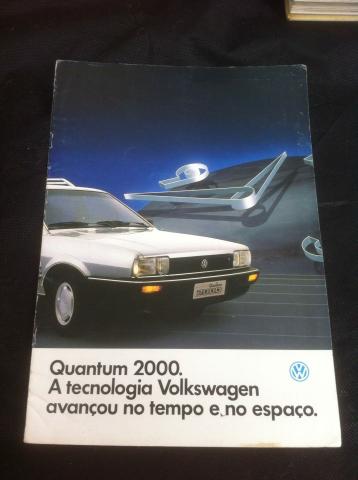 Quantum 2000.
A tecnologia Volkswagen
avançou no tempo e no espaço.